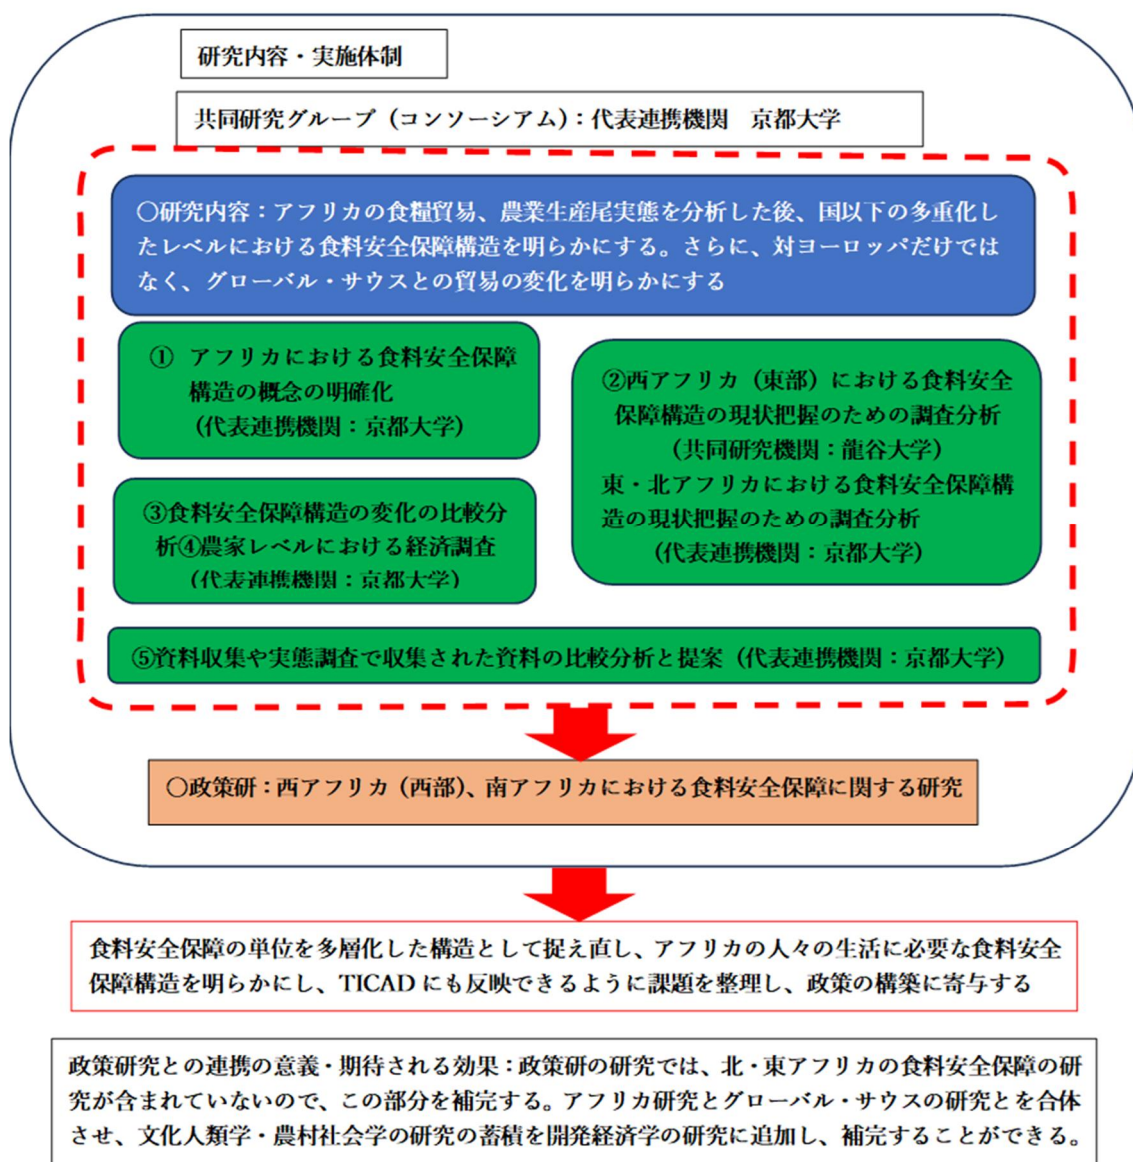 研究内容・実施体制
共同研究グループ（コンソーシアム）：代表連携機関　京都大学
〇研究内容：アフリカの食糧貿易、農業生産尾実態を分析した後、国以下の多重化し
たレベルにおける食料安全保障構造を明らかにする。さらに、対ヨーロッパだけでは
なく、グローバル・サウスとの貿易の変化を明らかにする
① アフリカにおける食料安全保障
構造の概念の明確化
（代表連携機関：京都大学）
②西アフリカ（東部）における食料安全
保障構造の現状把握のための調査分析
（共同研究機関：龍谷大学）
東・北アフリカにおける食料安全保障構
造の現状把握のための調査分析
（代表連携機関：京都大学）
③食料安全保障構造の変化の比較分
析④農家レベルにおける経済調査
（代表連携機関：京都大学）
⑤資料収集や実態調査で収集された資料の比較分析と提案（代表連携機関：京都大学）
〇政策研：西アフリカ（西部）、南アフリカにおける食料安全保障に関する研究
食料安全保障の単位を多層化した構造として捉え直し、アフリカの人々の生活に必要な食料安全
保障構造を明らかにし、TICAD にも反映できるように課題を整理し、政策の構築に寄与する
政策研究との連携の意義・期待される効果：政策研の研究では、北・東アフリカの食料安全保障の研
究が含まれていないので、この部分を補完する。アフリカ研究とグローバル・サウスの研究とを合体
させ、文化人類学・農村社会学の研究の蓄積を開発経済学の研究に追加し、補完することができる。